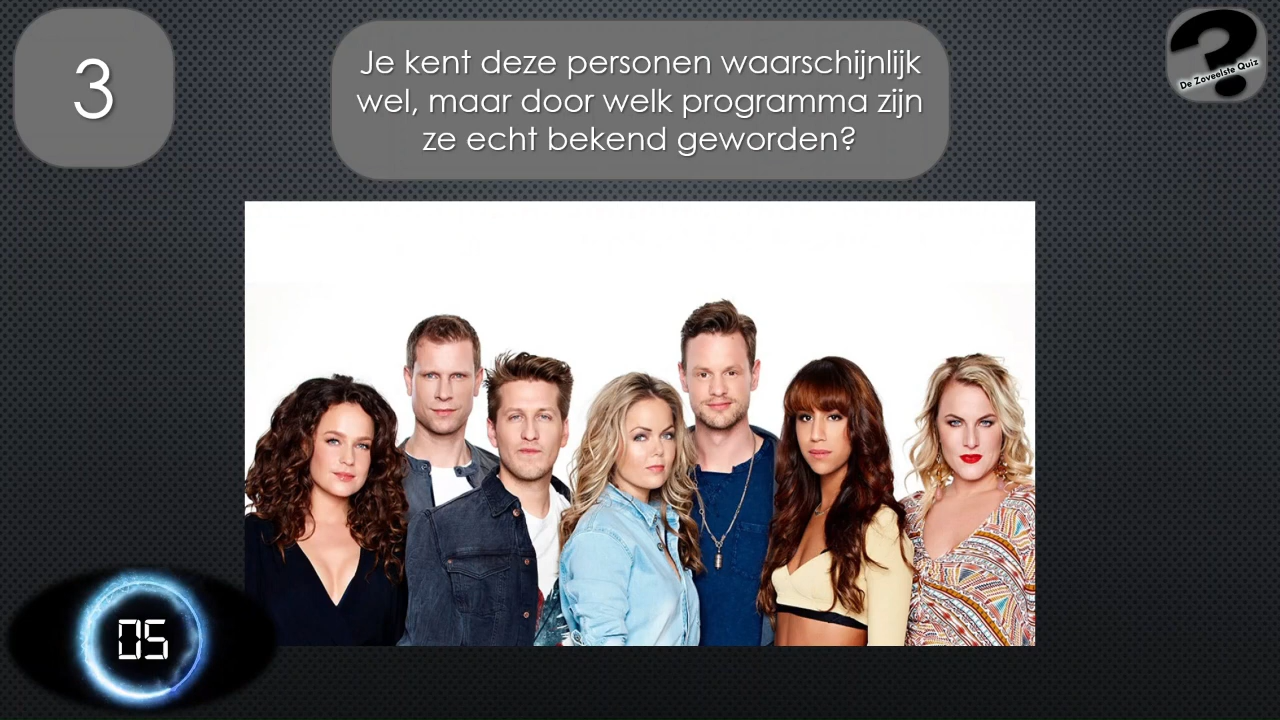 3
Je kent deze personen waarschijnlijk
wel, maar door welk programma zijn
ze echt bekend geworden?
De Zoveelste Quiz
05